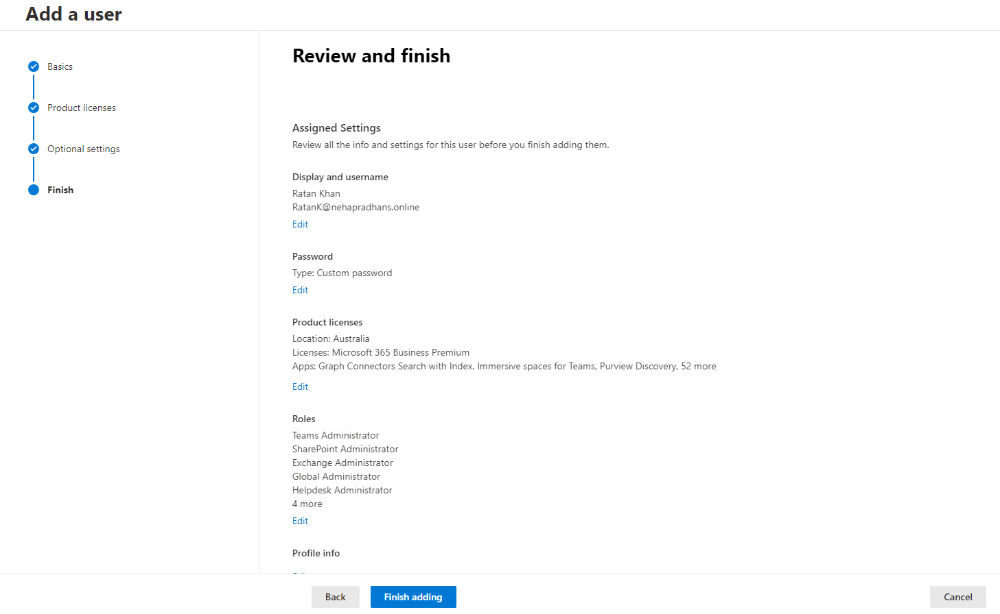 Add a user
Basics
Product licenses
Optional settings
Finish
Review and finish
Assigned Settings
Review all the info and settings for this user before you finish adding them.
Display and username
Ratan Khan
RatanK@nehapradhans.online
Edit
Password
Type: Custom password
Edit
Product licenses
Location: Australia
Licenses: Microsoft 365 Business Premium
Apps: Graph Connectors Search with Index, Immersive spaces for Teams, Purview Discovery, 52 more
Edit
Roles
Teams Administrator
SharePoint Administrator
Exchange Administrator
Global Administrator
Helpdesk Administrator
4 more
Edit
Profile info
Back
Finish adding
Cancel